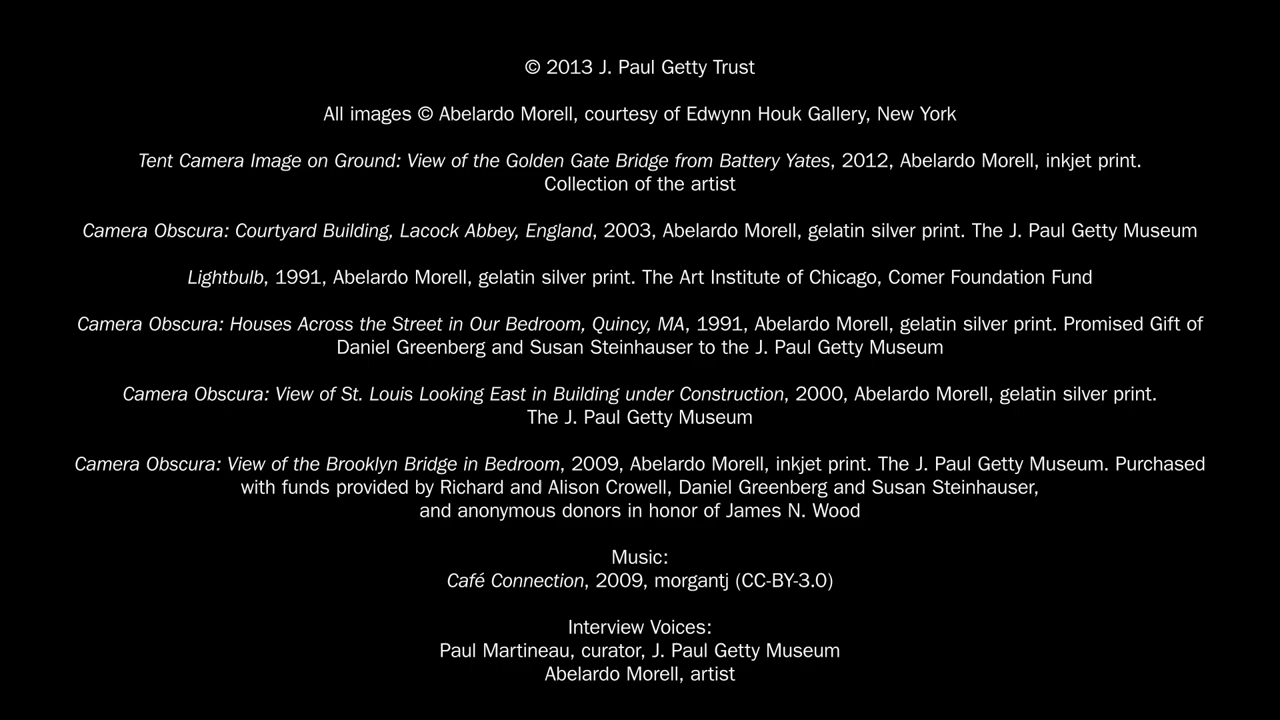 © 2013 J. Paul Getty Trust
All images © Abelardo Morell, courtesy of Edwynn Houk Gallery, New York
Tent Camera Image on Ground: View of the Golden Gate Bridge from Battery Yates, 2012, Abelardo Morell, inkjet print.
Collection of the artist
Camera Obscura: Courtyard Building, Lacock Abbey, England, 2003, Abelardo Morell, gelatin silver print. The J. Paul Getty Museum
Lightbulb, 1991, Abelardo Morell, gelatin silver print. The Art Institute of Chicago, Comer Foundation Fund
Camera Obscura: Houses Across the Street in Our Bedroom, Quincy, MA, 1991, Abelardo Morell, gelatin silver print. Promised Gift of
Daniel Greenberg and Susan Steinhauser to the J. Paul Getty Museum
Camera Obscura: View of St. Louis Looking East in Building under Construction, 2000, Abelardo Morell, gelatin silver print.
The J. Paul Getty Museum
Camera Obscura: View of the Brooklyn Bridge in Bedroom, 2009, Abelardo Morell, inkjet print. The J. Paul Getty Museum. Purchased
with funds provided by Richard and Alison Crowell, Daniel Greenberg and Susan Steinhauser,
and anonymous donors in honor of James N. Wood
Music:
Café Connection, 2009, morgantj (CC-BY-3.0)
Interview Voices:
Paul Martineau, curator, J. Paul Getty Museum
Abelardo Morell, artist